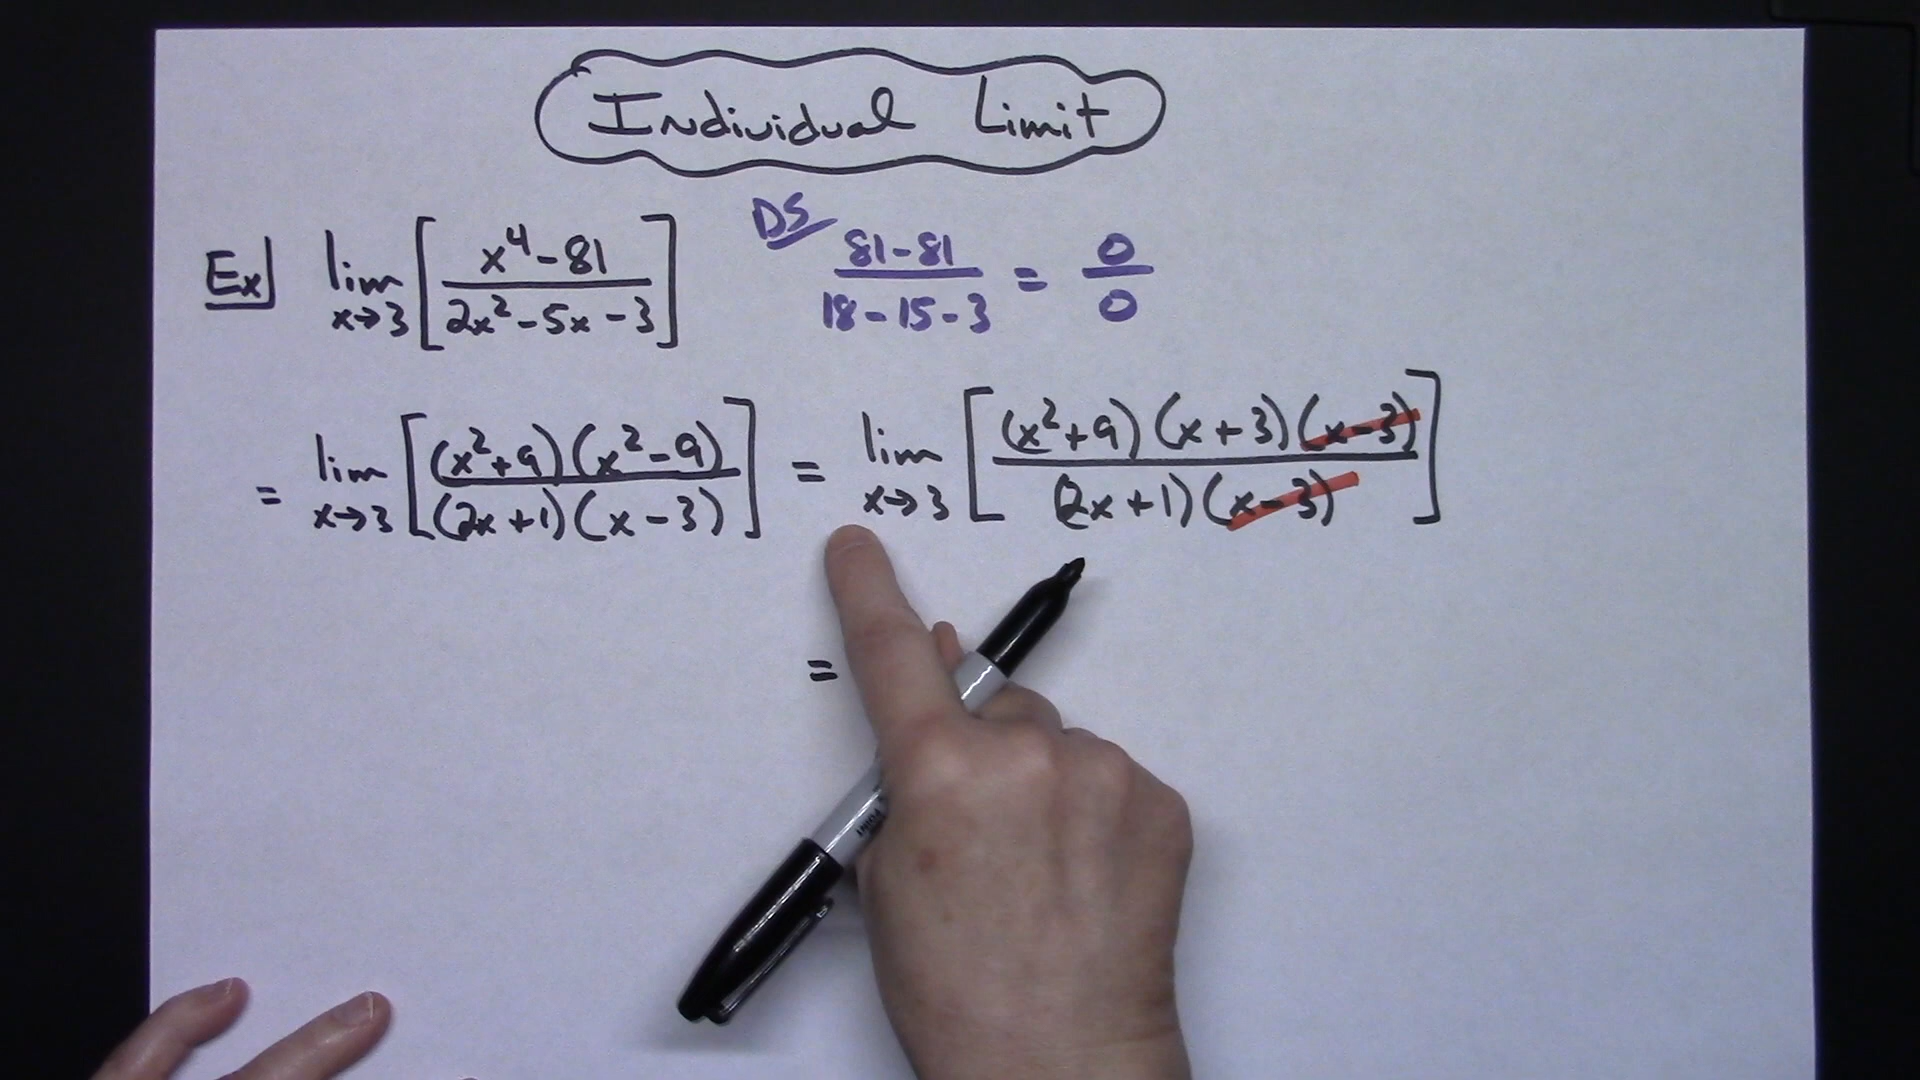 Individual Limit
Ex lim x→3 [ (x⁴ - 81) / (2x² - 5x - 3) ] DS (81 - 81) / (18 - 15 - 3) = 0/0
= lim x→3 [ (x² + 9)(x² - 9) / (2x + 1)(x - 3) ] = lim x→3 [ (x² + 9)(x + 3)(x - 3) / (2x + 1)(x - 3) ]
=